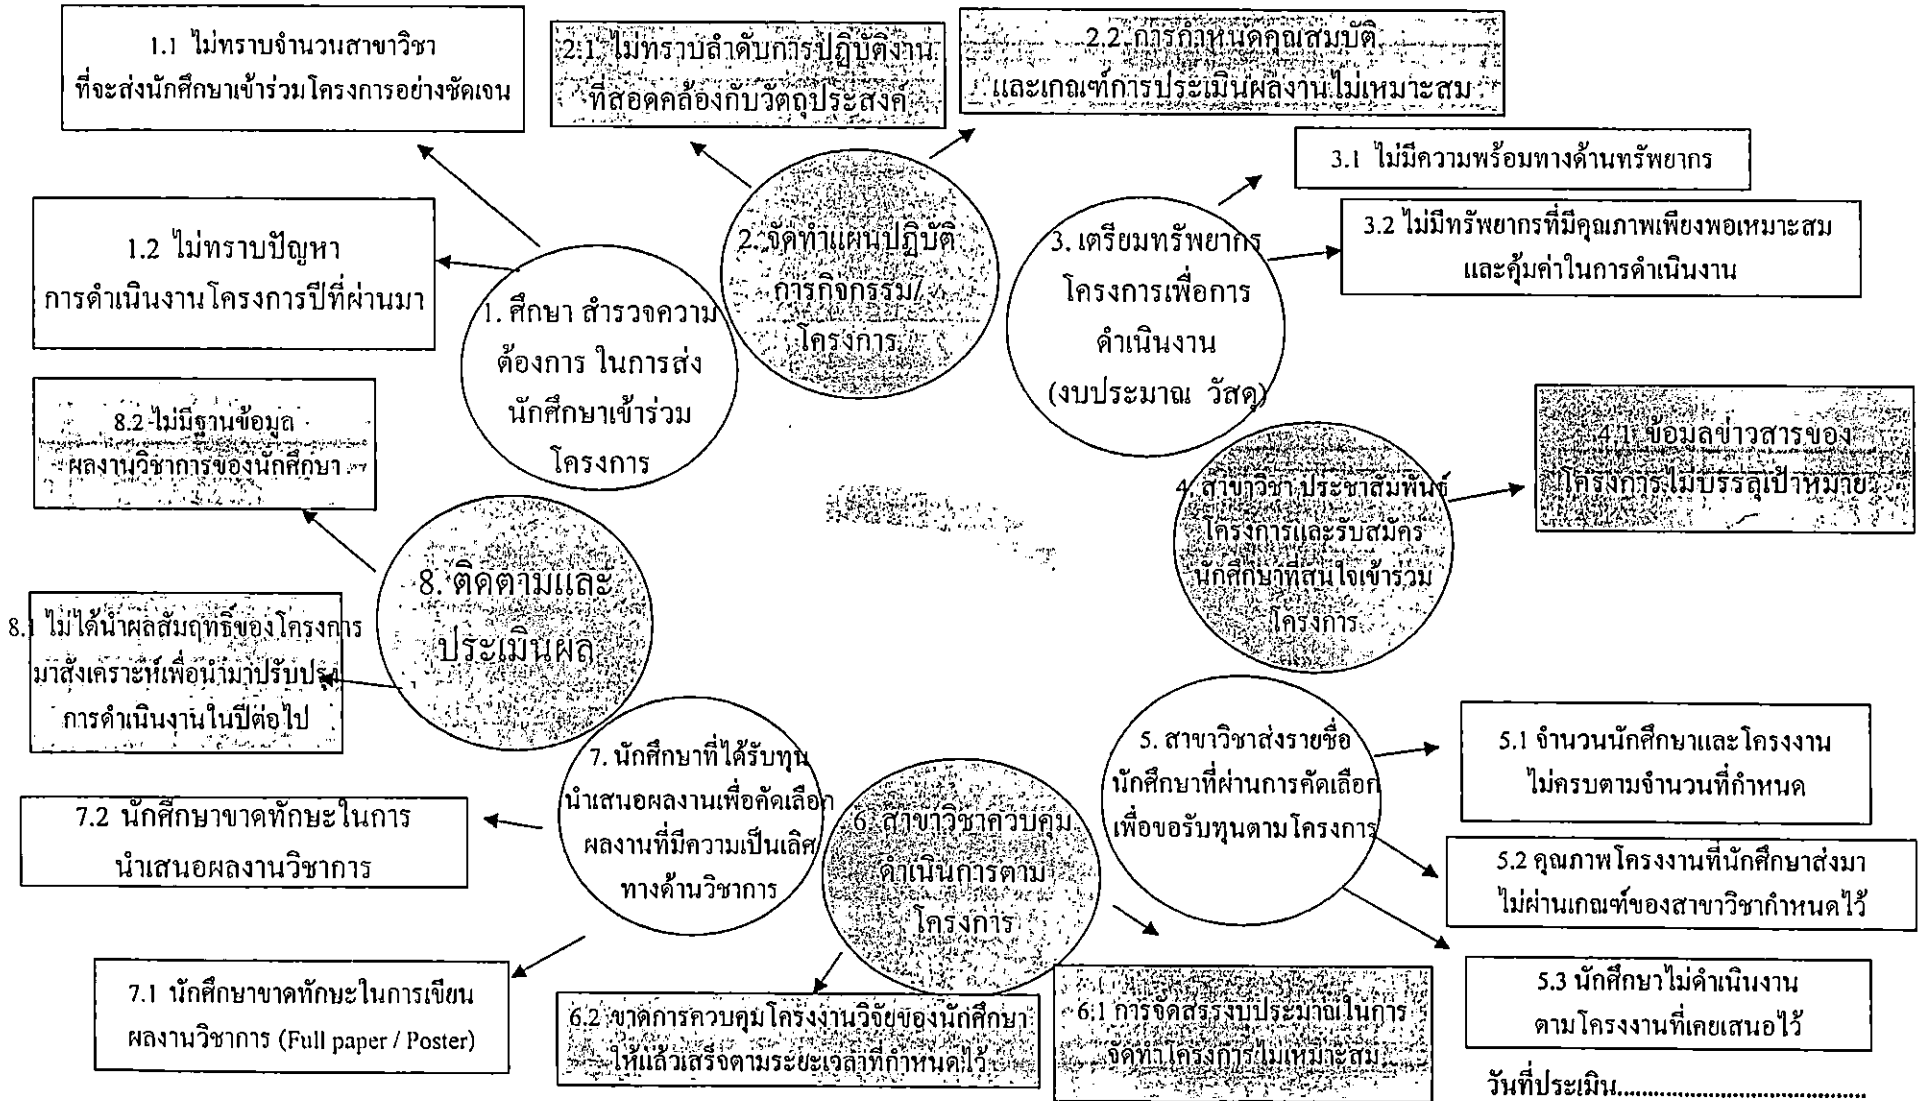 1.1 ไม่ทราบจำนวนสาขาวิชา
ที่จะส่งนักศึกษาเข้าร่วมโครงการอย่างชัดเจน
1.2 ไม่ทราบปัญหา
การดำเนินงานโครงการปีที่ผ่านมา
1. ศึกษา สำรวจความ
ต้องการ ในการส่ง
นักศึกษาเข้าร่วม
โครงการ
2.1 ไม่ทราบลำดับการปฏิบัติงาน
ที่สอดคล้องกับวัตถุประสงค์
2.2 การกำหนดคุณสมบัติ
และเกณฑ์การประเมินผลงานไม่เหมาะสม
2. จัดทำแผนปฏิบัติ
การกิจกรรม/
โครงการ
3.1 ไม่มีความพร้อมทางด้านทรัพยากร
3.2 ไม่มีทรัพยากรที่มีคุณภาพเพียงพอเหมาะสม
และคุ้มค่าในการดำเนินงาน
3. เตรียมทรัพยากร
โครงการเพื่อการ
ดำเนินงาน
(งบประมาณ วัสดุ)
4.1 ข้อมูลข่าวสารของ
โครงการไม่บรรลุเป้าหมาย
4. สาขาวิชา ประชาสัมพันธ์
โครงการและรับสมัคร
นักศึกษาที่สนใจเข้าร่วม
โครงการ
5. สาขาวิชาส่งรายชื่อ
นักศึกษาที่ผ่านการคัดเลือก
เพื่อขอรับทุนตามโครงการ
5.1 จำนวนนักศึกษาและโครงงาน
ไม่ครบตามจำนวนที่กำหนด
5.2 คุณภาพโครงงานที่นักศึกษาส่งมา
ไม่ผ่านเกณฑ์ของสาขาวิชากำหนดไว้
5.3 นักศึกษาไม่ดำเนินงาน
ตามโครงงานที่เคยเสนอไว้
6. สาขาวิชาควบคุม
ดำเนินการตาม
โครงการ
6.1 การจัดสรรงบประมาณในการ
จัดทำโครงการไม่เหมาะสม
6.2 ขาดการควบคุมโครงงานวิจัยของนักศึกษา
ให้แล้วเสร็จตามระยะเวลาที่กำหนดไว้
7. นักศึกษาที่ได้รับทุน
นำเสนอผลงานเพื่อคัดเลือก
ผลงานที่มีความเป็นเลิศ
ทางด้านวิชาการ
7.2 นักศึกษาขาดทักษะในการ
นำเสนอผลงานวิชาการ
7.1 นักศึกษาขาดทักษะในการเขียน
ผลงานวิชาการ (Full paper / Poster)
8. ติดตามและ
ประเมินผล
8.2 ไม่มีฐานข้อมูล
ผลงานวิชาการของนักศึกษา
8.1 ไม่ได้นำผลสัมฤทธิ์ของโครงการ
มาสังเคราะห์เพื่อนำมาปรับปรุง
การดำเนินงานในปีต่อไป
วันที่ประเมิน......................................